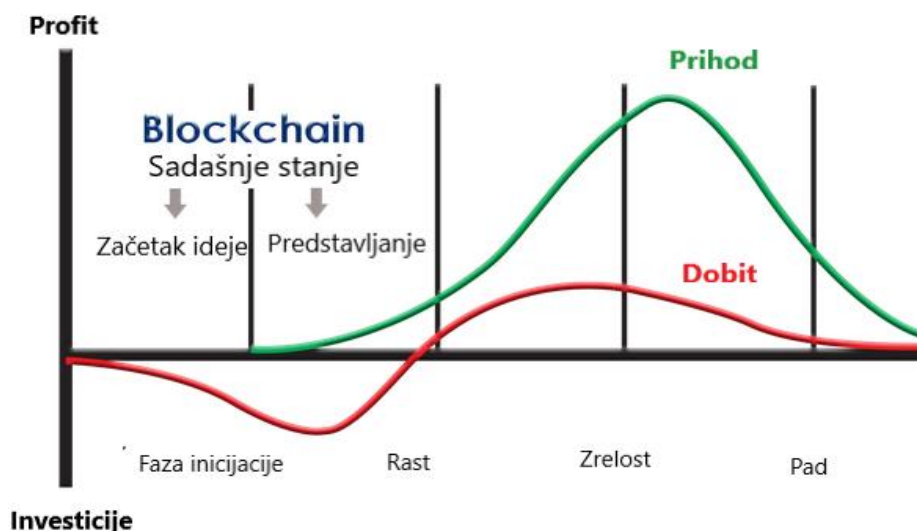 Profit
Prihod
Blockchain
Sadašnje stanje
Začetak ideje
Predstavljanje
Dobit
Faza inicijacije
Rast
Zrelost
Pad
Investicije